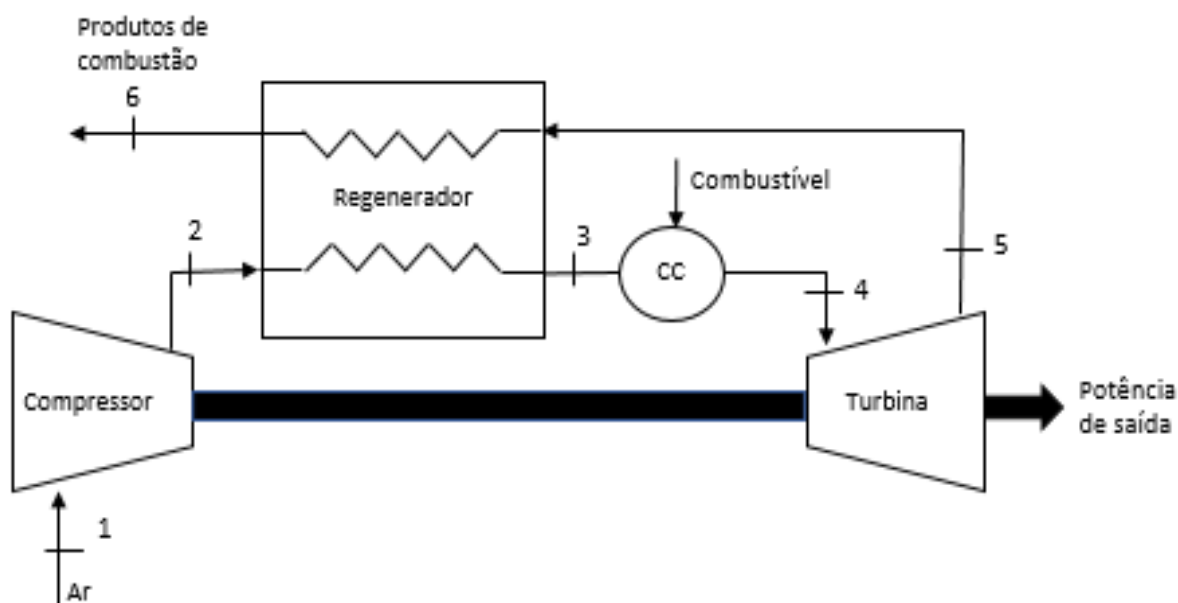 Produtos de
combustão
6
Regenerador
Combustível
2
3
CC
5
4
Compressor
Turbina
Potência
de saída
1
Ar